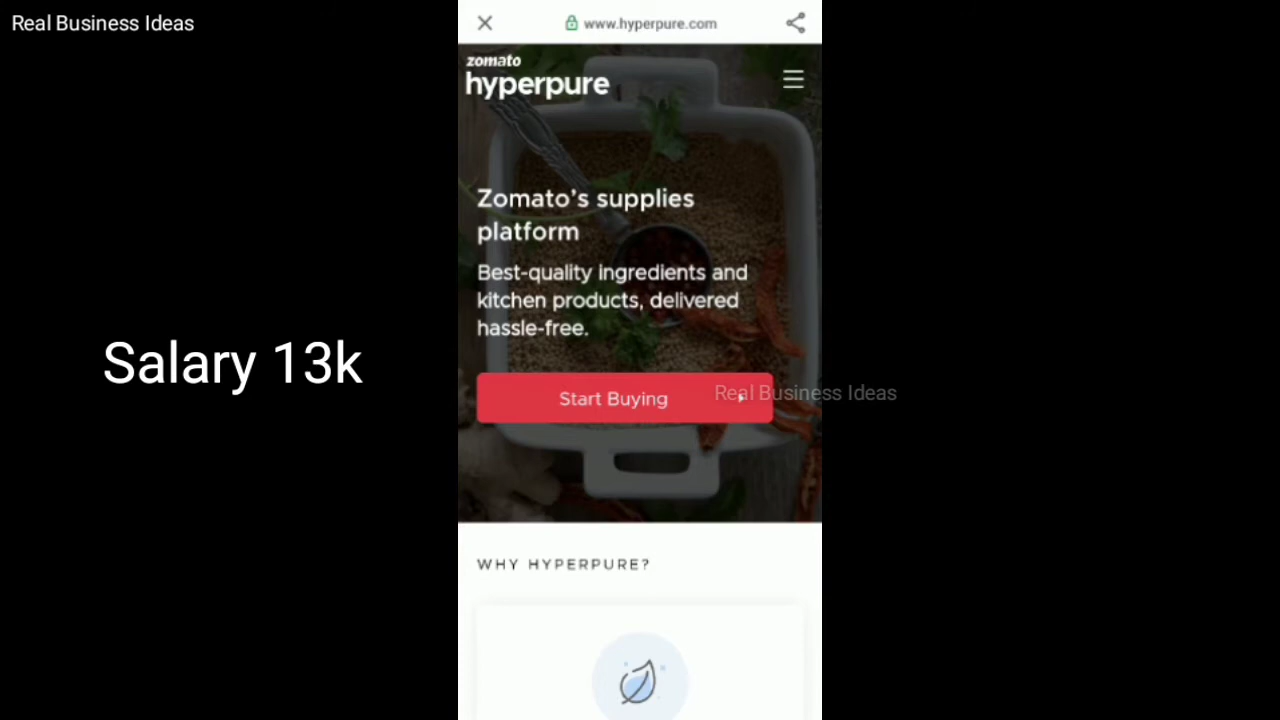 Real Business Ideas
www.hyperpure.com
zomato
hyperpure
Zomato's supplies
platform
Best-quality ingredients and
kitchen products, delivered
hassle-free.
Salary 13k
Start Buying
Real Business Ideas
WHY HYPERPURE?